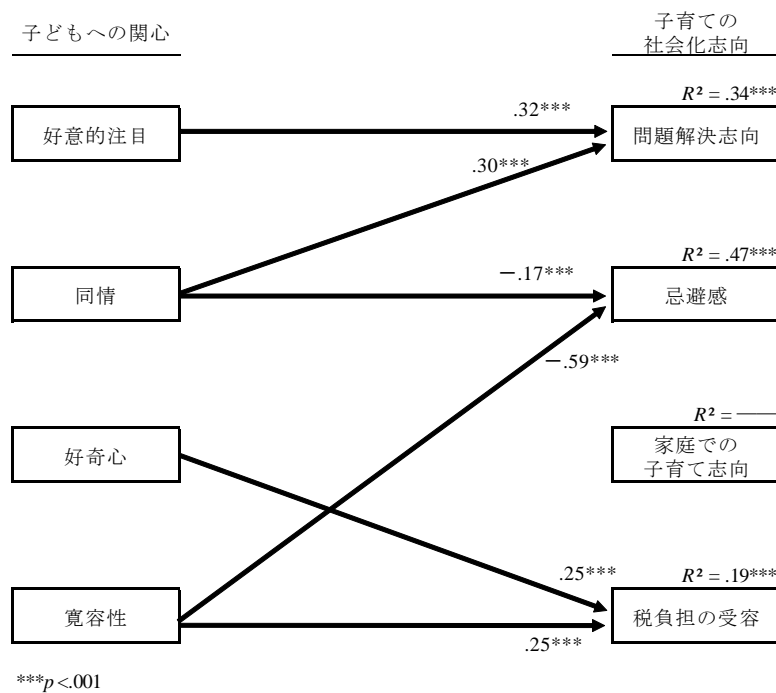 子どもへの関心
子育ての
社会化志向
R² = .34***
好意的注目
.32***
問題解決志向
.30***
R² = .47***
同情
－.17***
忌避感
－.59***
R² = ──
好奇心
家庭での
子育て志向
.25***
R² = .19***
寛容性
税負担の受容
.25***
***p <.001